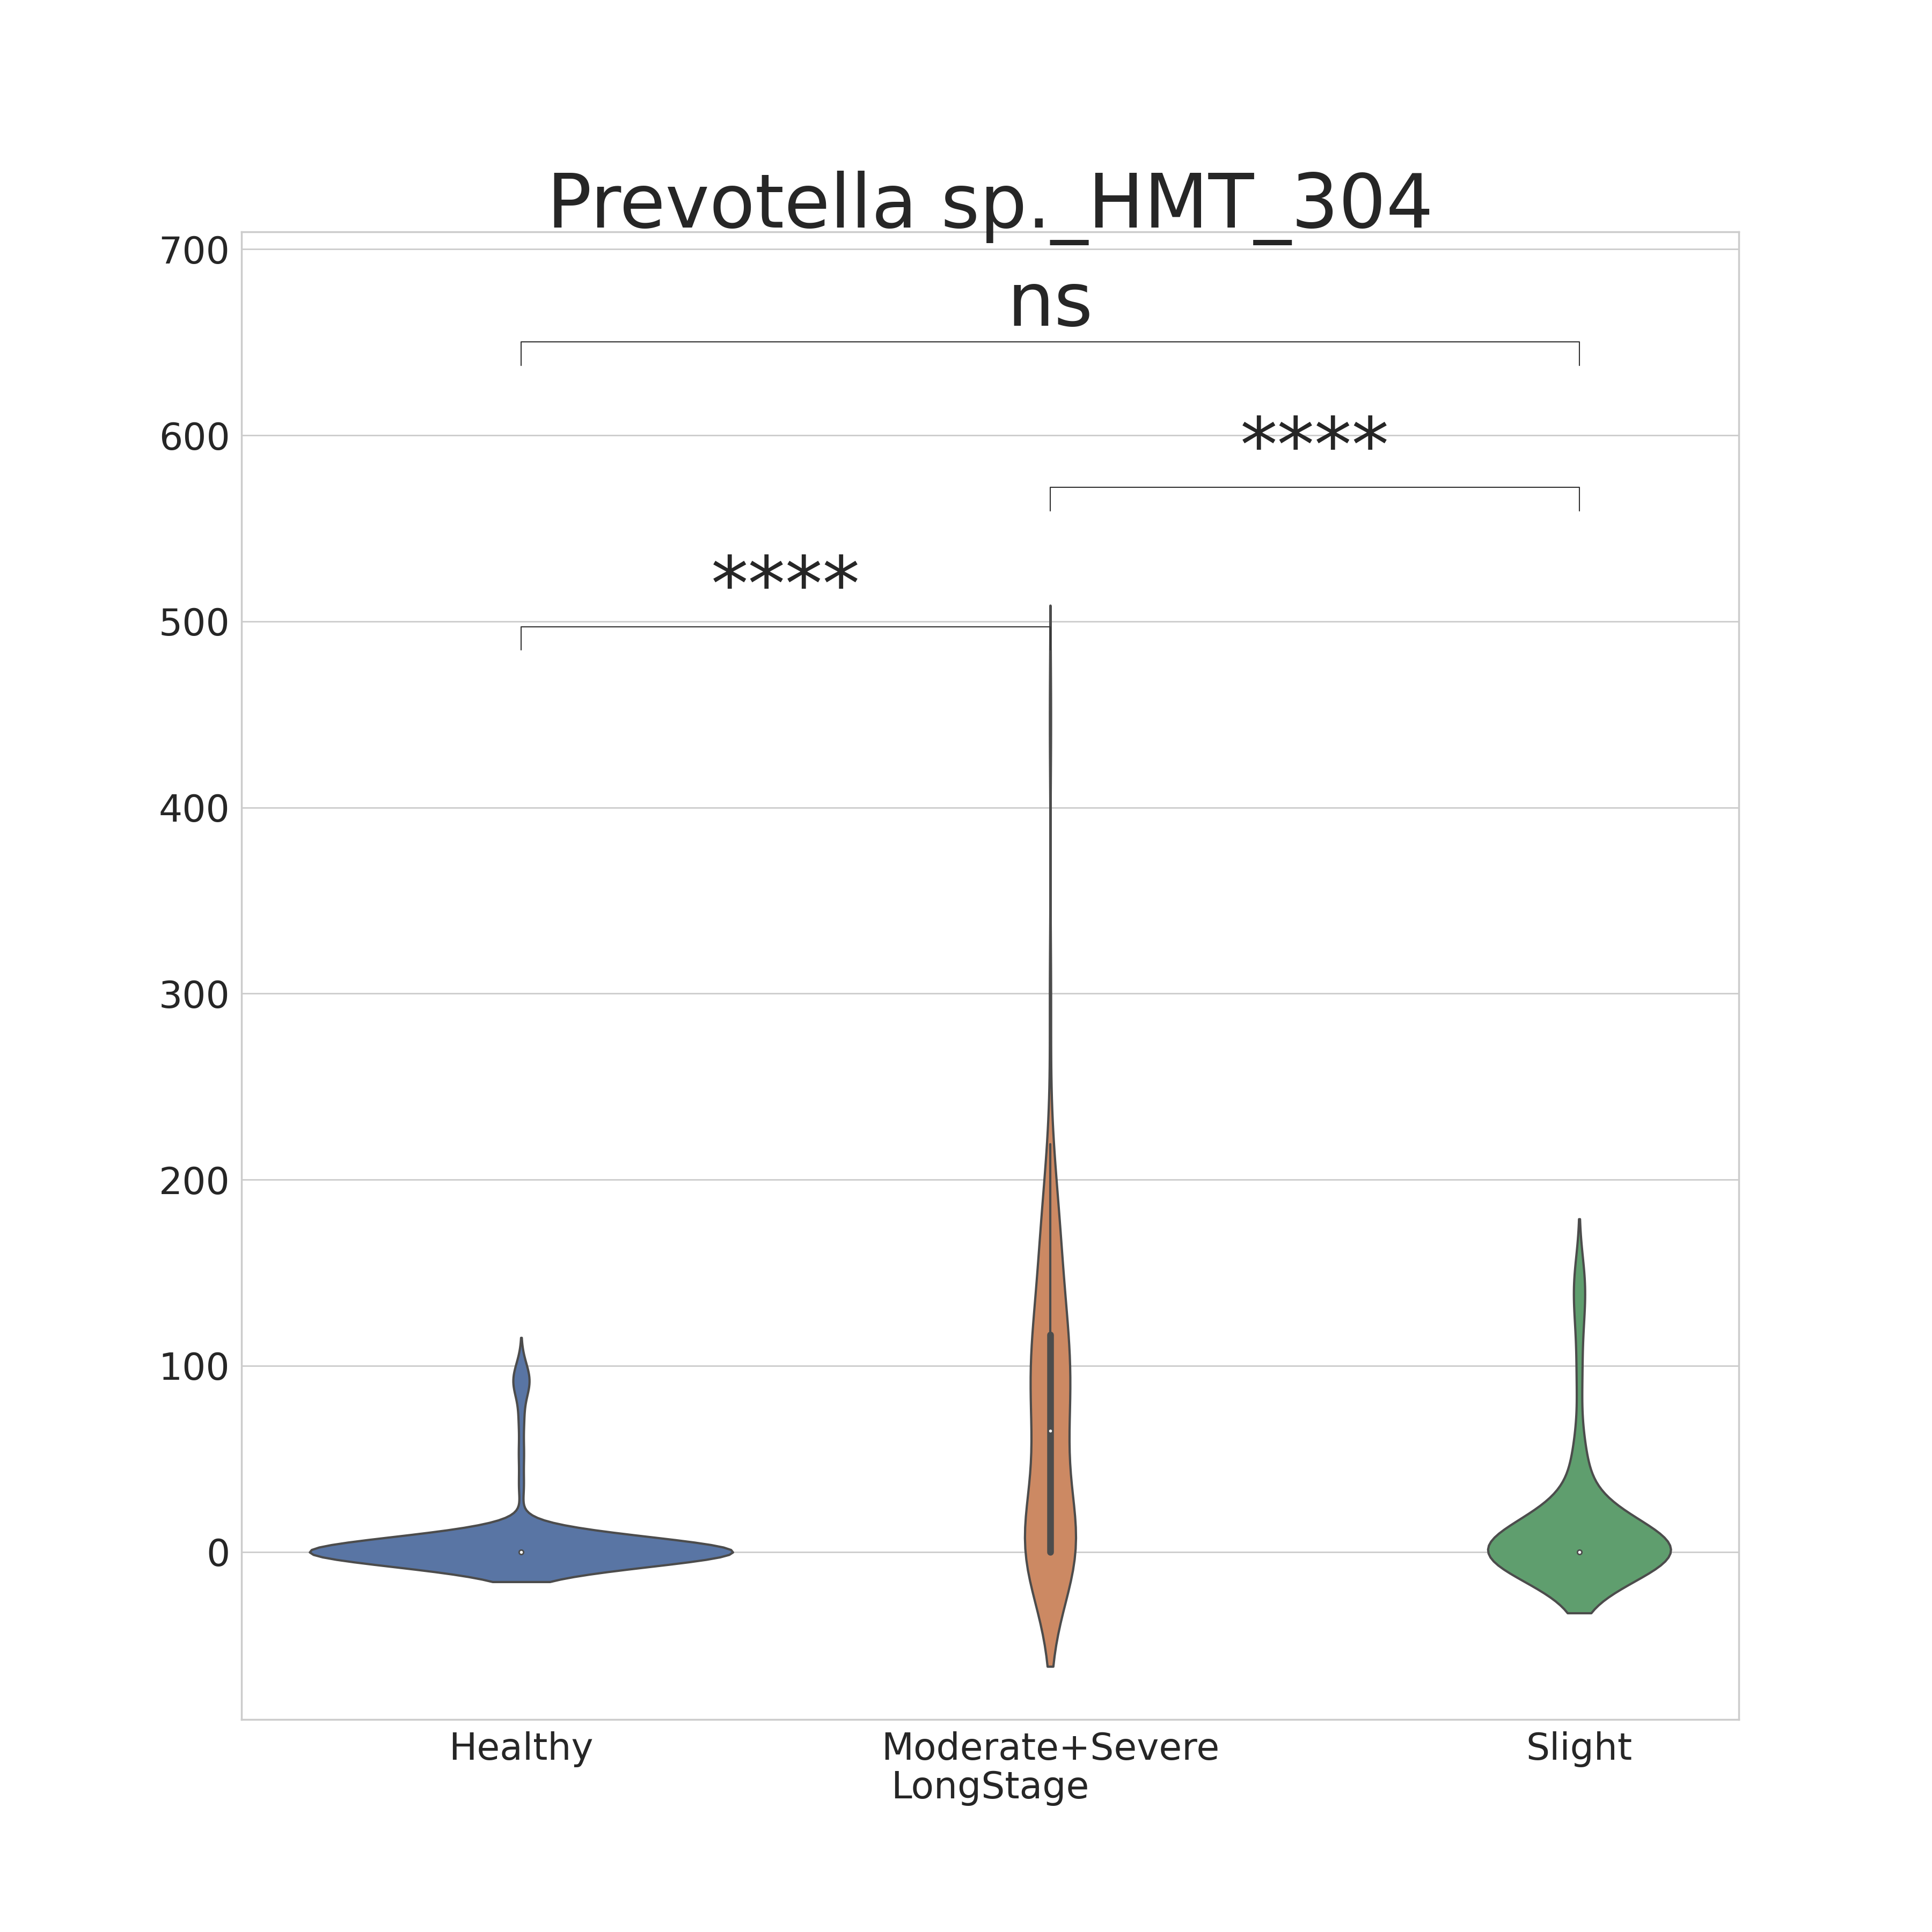 Prevotella sp._HMT_304
700
ns
600
****
****
500
400
300
200
100
0
Healthy
Moderate+Severe
Slight
LongStage